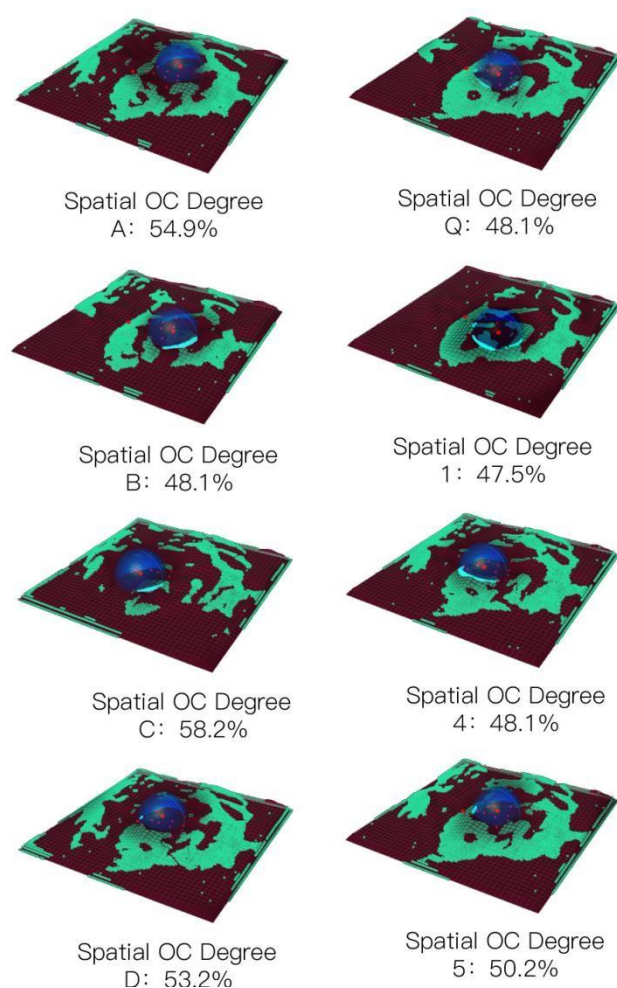 Spatial OC Degree
A: 54.9%
Spatial OC Degree
Q: 48.1%
Spatial OC Degree
B: 48.1%
Spatial OC Degree
1: 47.5%
Spatial OC Degree
C: 58.2%
Spatial OC Degree
4: 48.1%
Spatial OC Degree
D: 53.2%
Spatial OC Degree
5: 50.2%